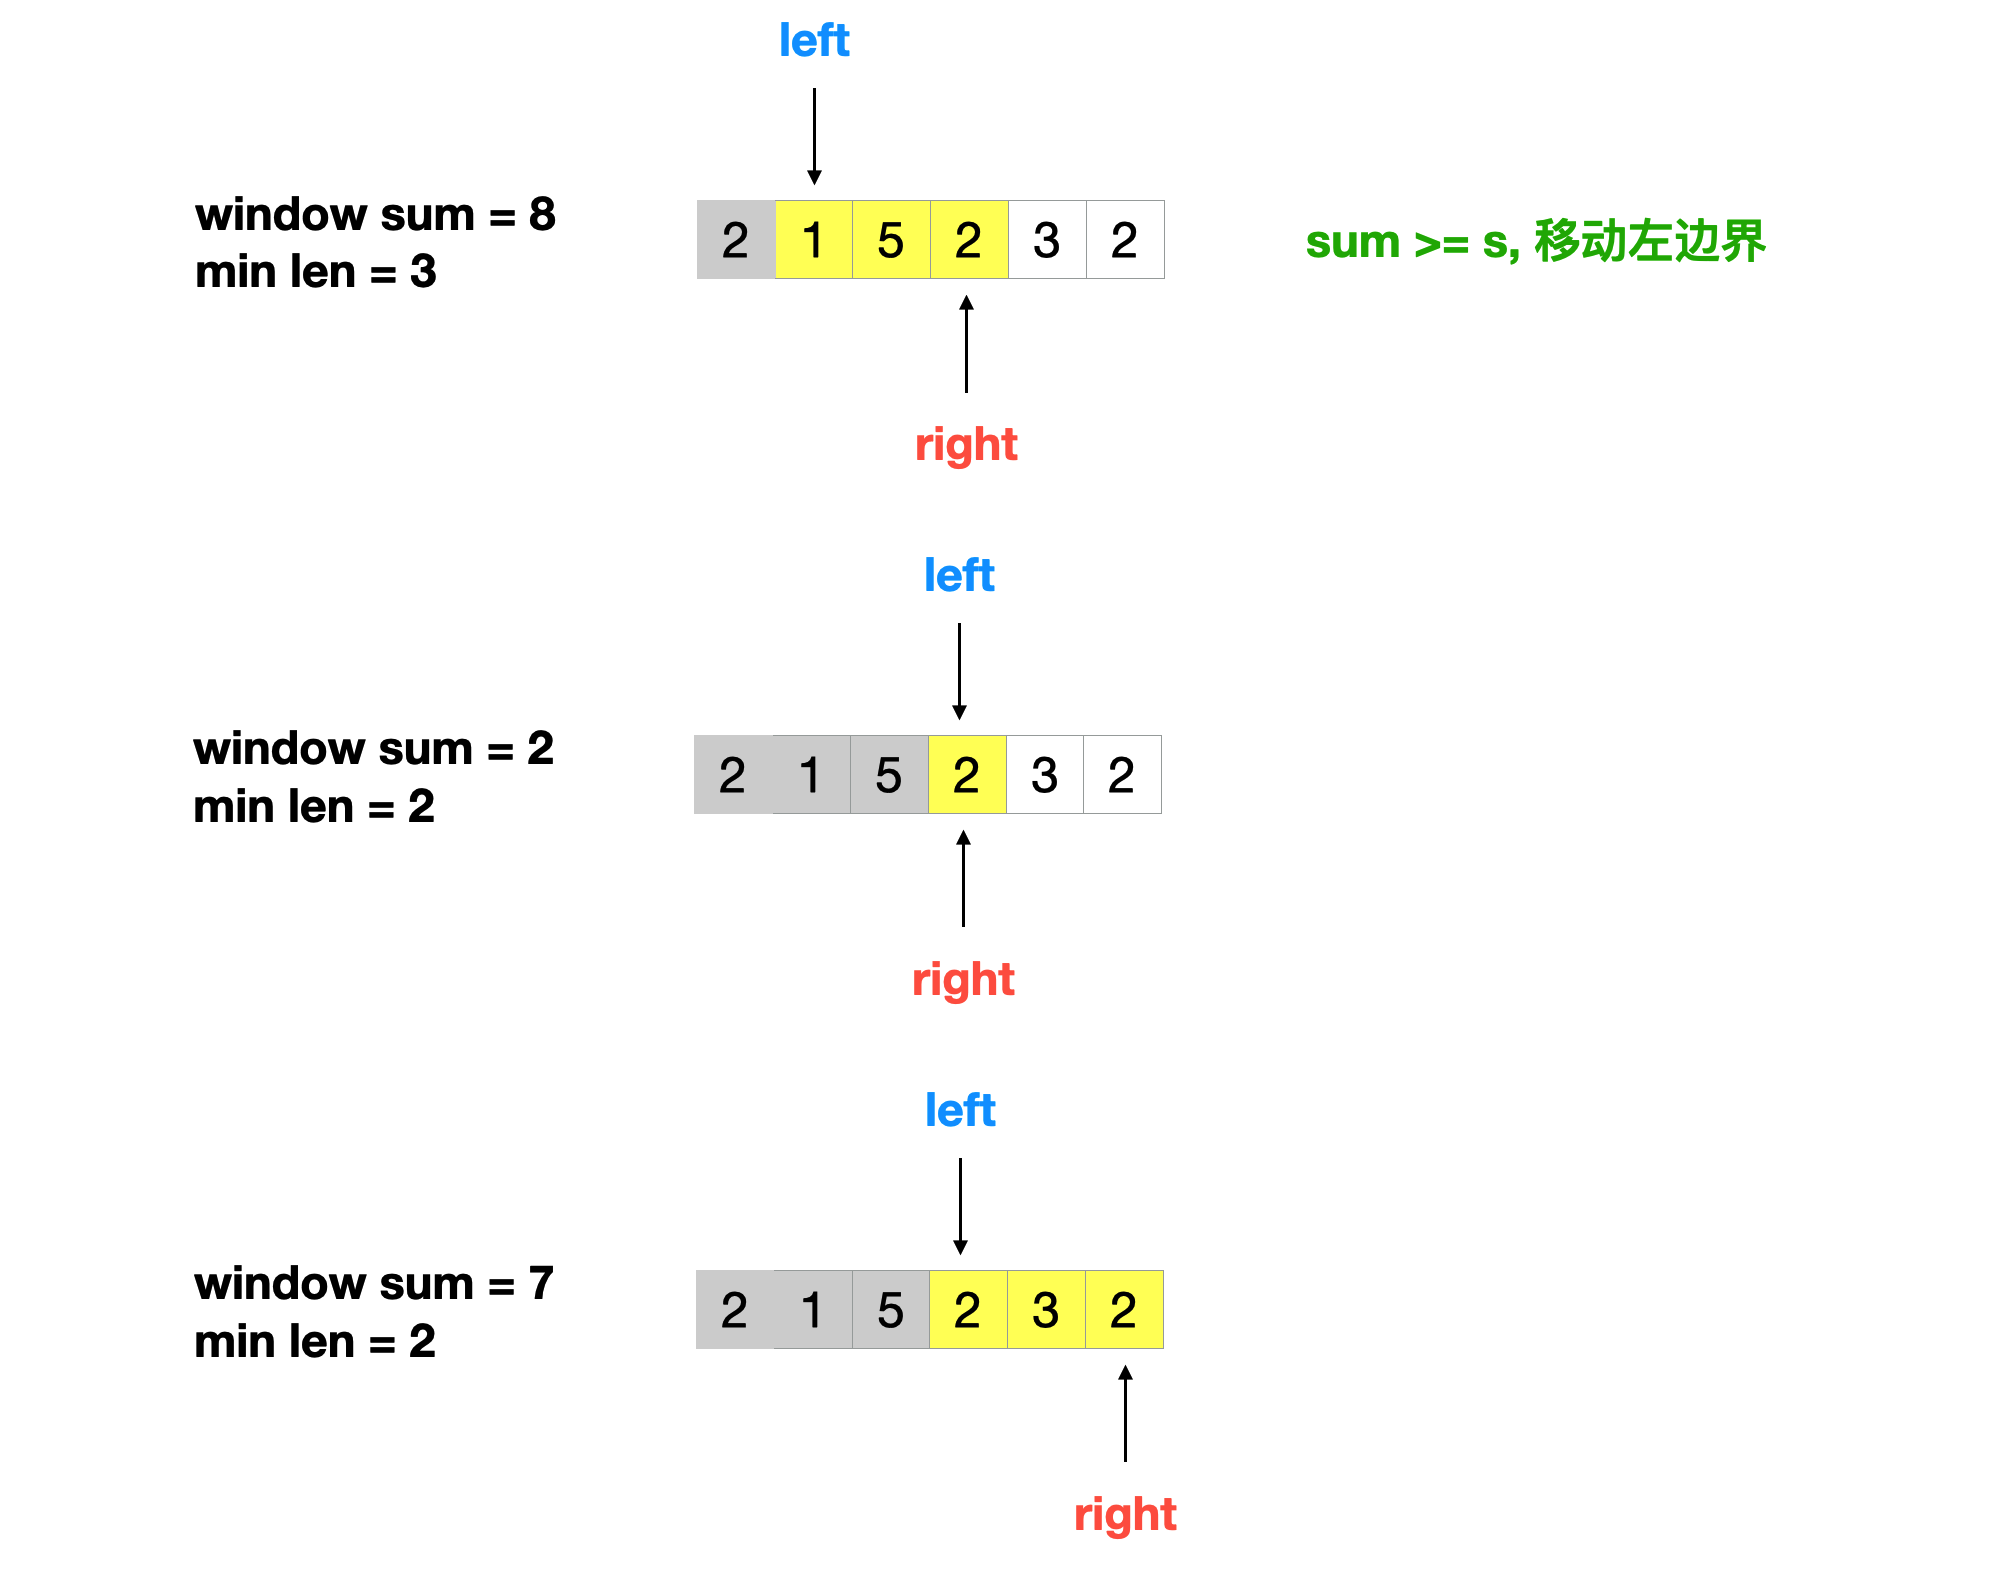 left
window sum = 8
min len = 3
2 1 5 2 3 2
sum >= s, 移动左边界
right
left
window sum = 2
min len = 2
2 1 5 2 3 2
right
left
window sum = 7
min len = 2
2 1 5 2 3 2
right